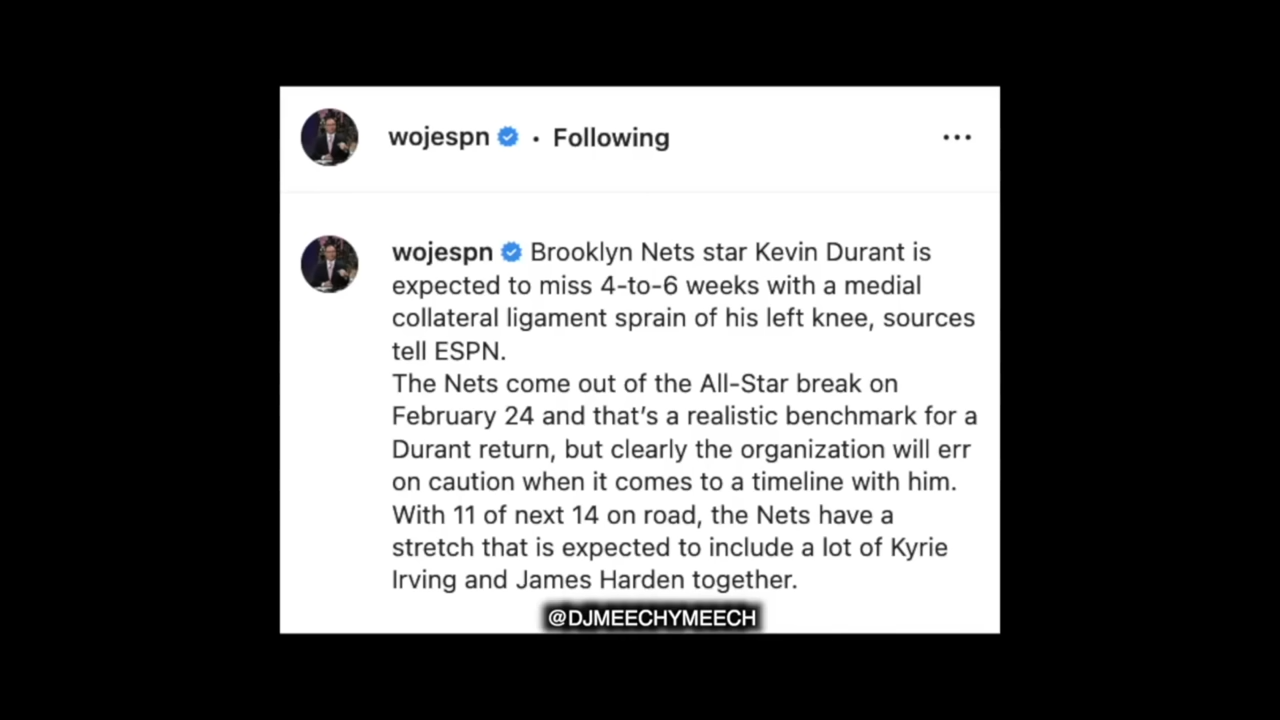 wojespn • Following
wojespn Brooklyn Nets star Kevin Durant is
expected to miss 4-to-6 weeks with a medial
collateral ligament sprain of his left knee, sources
tell ESPN.
The Nets come out of the All-Star break on
February 24 and that's a realistic benchmark for a
Durant return, but clearly the organization will err
on caution when it comes to a timeline with him.
With 11 of next 14 on road, the Nets have a
stretch that is expected to include a lot of Kyrie
Irving and James Harden together.
@DJMEECHYMEECH